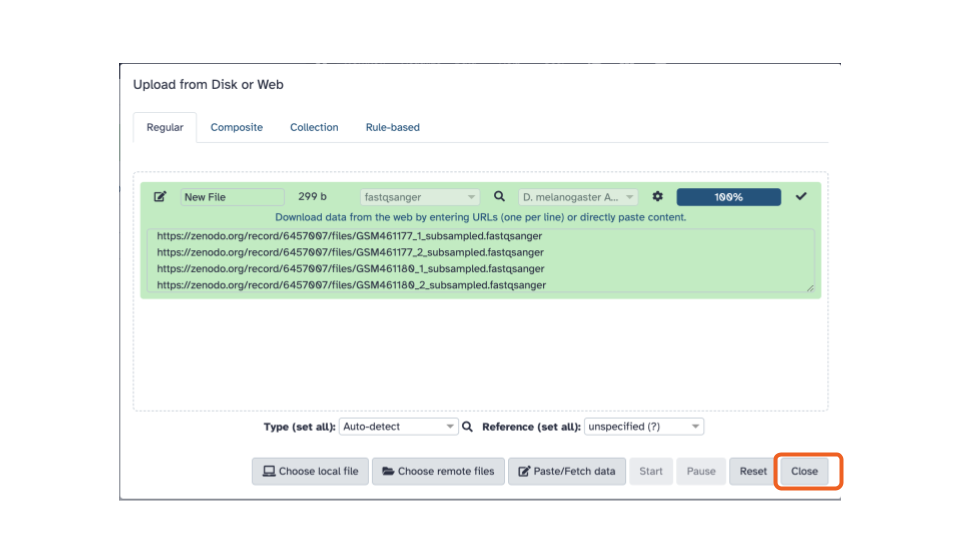 Upload from Disk or Web
Regular Composite Collection Rule-based
New File 299 b fastqsanger D. melanogaster A... 100%
Download data from the web by entering URLs (one per line) or directly paste content.
https://zenodo.org/record/6457007/files/GSM461177_1_subsampled.fastqsanger
https://zenodo.org/record/6457007/files/GSM461177_2_subsampled.fastqsanger
https://zenodo.org/record/6457007/files/GSM461180_1_subsampled.fastqsanger
https://zenodo.org/record/6457007/files/GSM461180_2_subsampled.fastqsanger
Type (set all): Auto-detect Reference (set all): unspecified (?)
Choose local file Choose remote files Paste/Fetch data Start Pause Reset Close